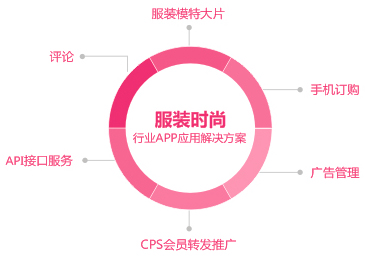 服装模特大片
评论
手机订购
服装时尚
行业APP应用解决方案
API接口服务
广告管理
CPS会员转发推广